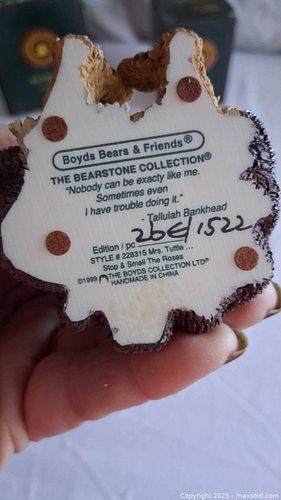 Boyds Bears & Friends®
THE BEARSTONE COLLECTION®
"Nobody can be exacty like me.
Sometimes even
I have trouble doing it."
- Tallulah Bankhead
Edition / pc 26E/1522
STYLE # 228315 Mrs. Tuttle ...
Stop & Smell The Roses
©1999 THE BOYDS COLLECTION LTD®
HANDMADE IN CHINA
Copyright 2025 - maxsold.com